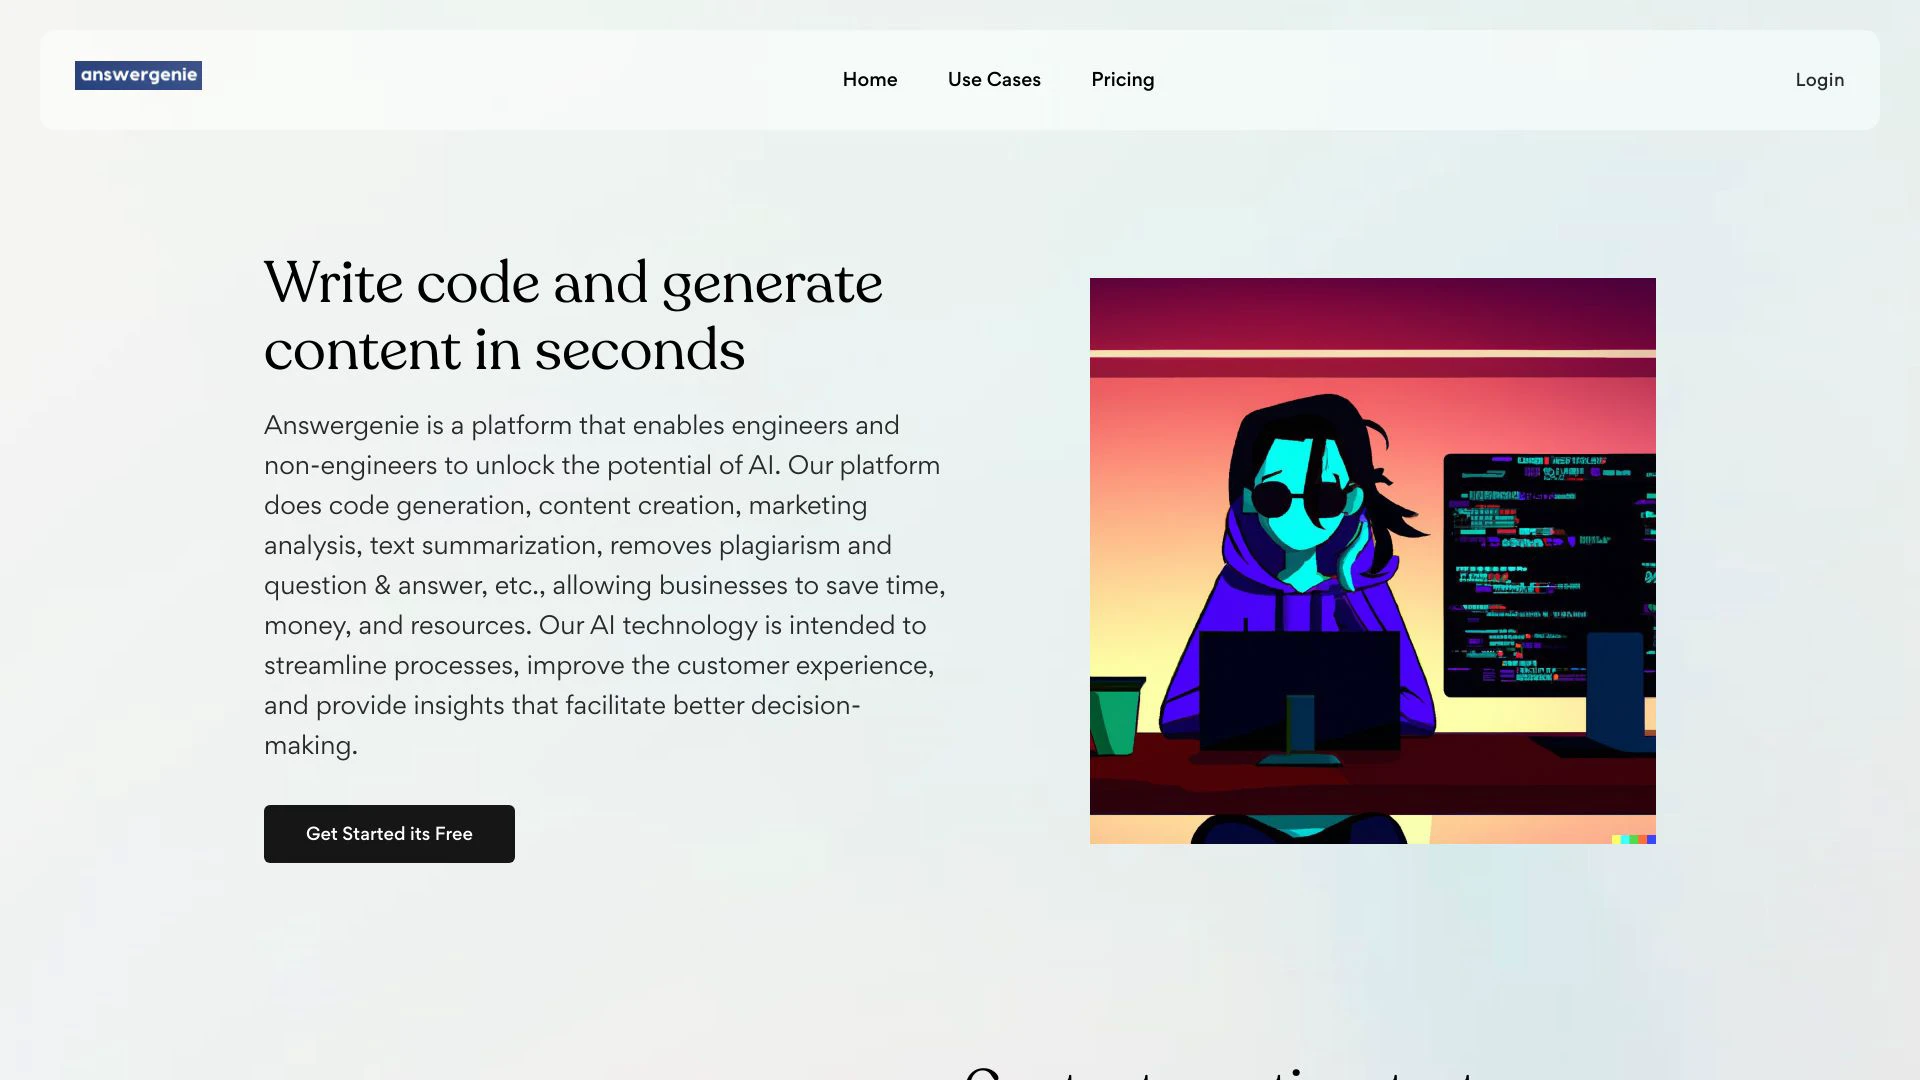 answergenie
Home
Use Cases
Pricing
Login
Write code and generate
content in seconds
Answergenie is a platform that enables engineers and
non-engineers to unlock the potential of AI. Our platform
does code generation, content creation, marketing
analysis, text summarization, removes plagiarism and
question & answer, etc., allowing businesses to save time,
money, and resources. Our AI technology is intended to
streamline processes, improve the customer experience,
and provide insights that facilitate better decision-
making.
Get Started its Free